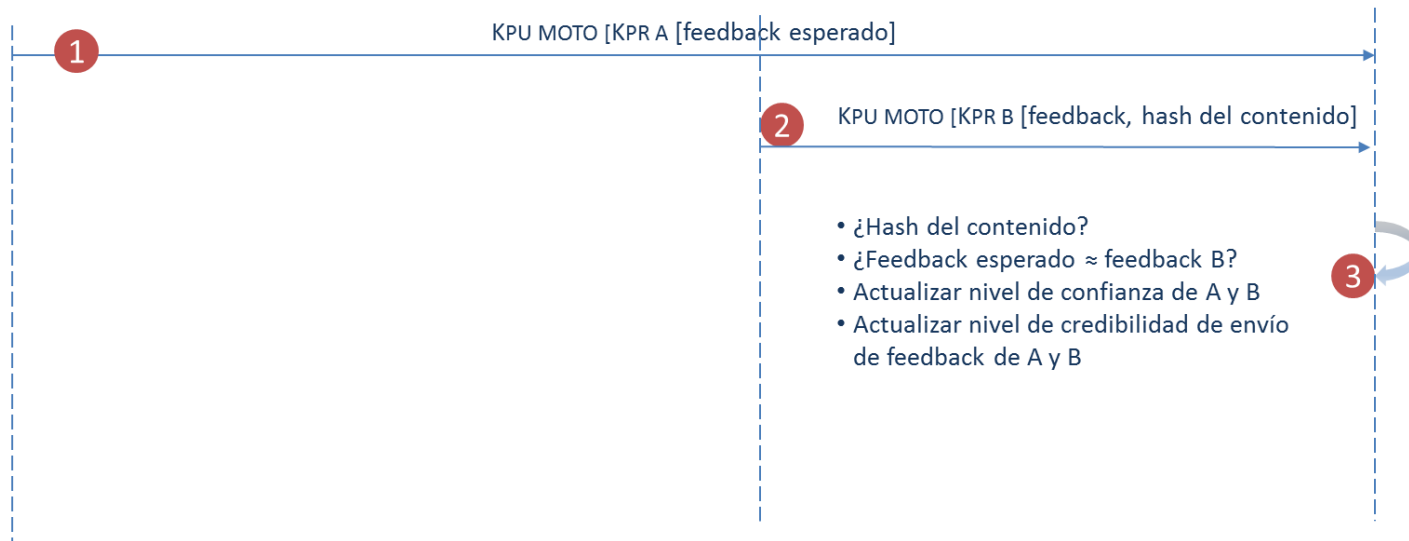 KPU MOTO [KPR A [feedback esperado]
1
2
KPU MOTO [KPR B [feedback, hash del contenido]
• ¿Hash del contenido?
• ¿Feedback esperado ≈ feedback B?
• Actualizar nivel de confianza de A y B
• Actualizar nivel de credibilidad de envío
de feedback de A y B
3